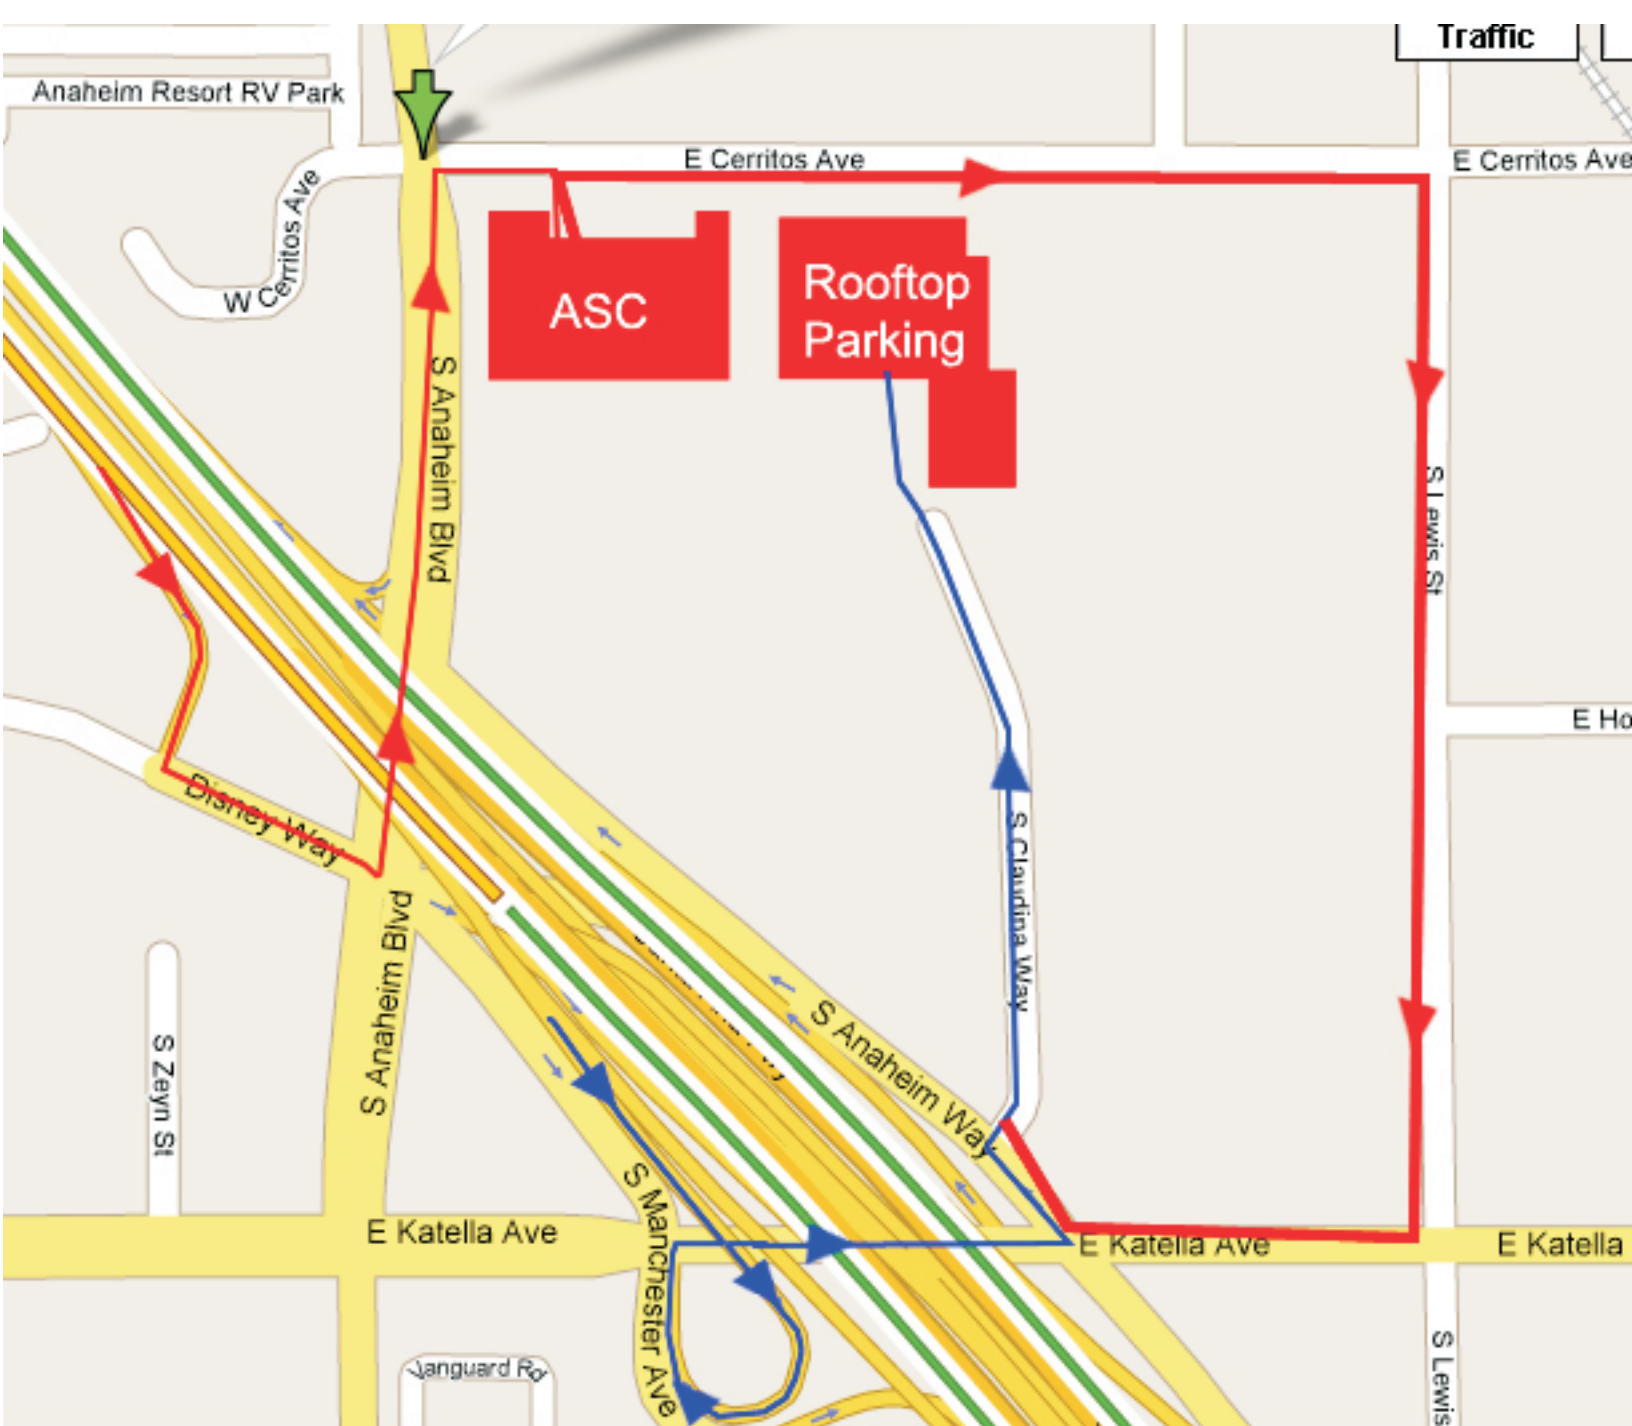 Traffic
Anaheim Resort RV Park
E Cerritos Ave
E Cerritos Ave
W Cerritos Ave
ASC
Rooftop
Parking
S Anaheim Blvd
S Lewis St
E Ho
Disney Way
S Claudina Way
S Anaheim Blvd
S Anaheim Way
S Zeyn St
S Manchester Ave
E Katella Ave
E Katella Ave
E Katella
Vanguard Rd
S Lewis